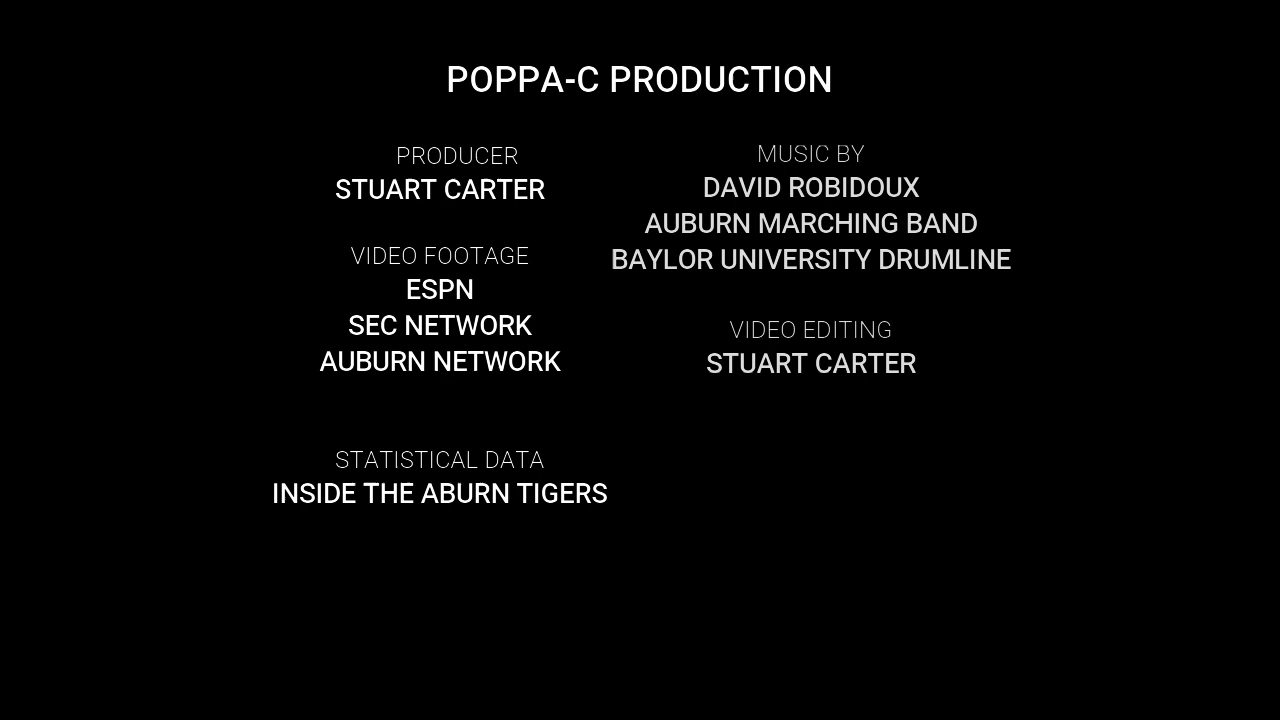 POPPA-C PRODUCTION
PRODUCER
STUART CARTER
VIDEO FOOTAGE
ESPN
SEC NETWORK
AUBURN NETWORK
STATISTICAL DATA
INSIDE THE ABURN TIGERS
MUSIC BY
DAVID ROBIDOUX
AUBURN MARCHING BAND
BAYLOR UNIVERSITY DRUMLINE
VIDEO EDITING
STUART CARTER